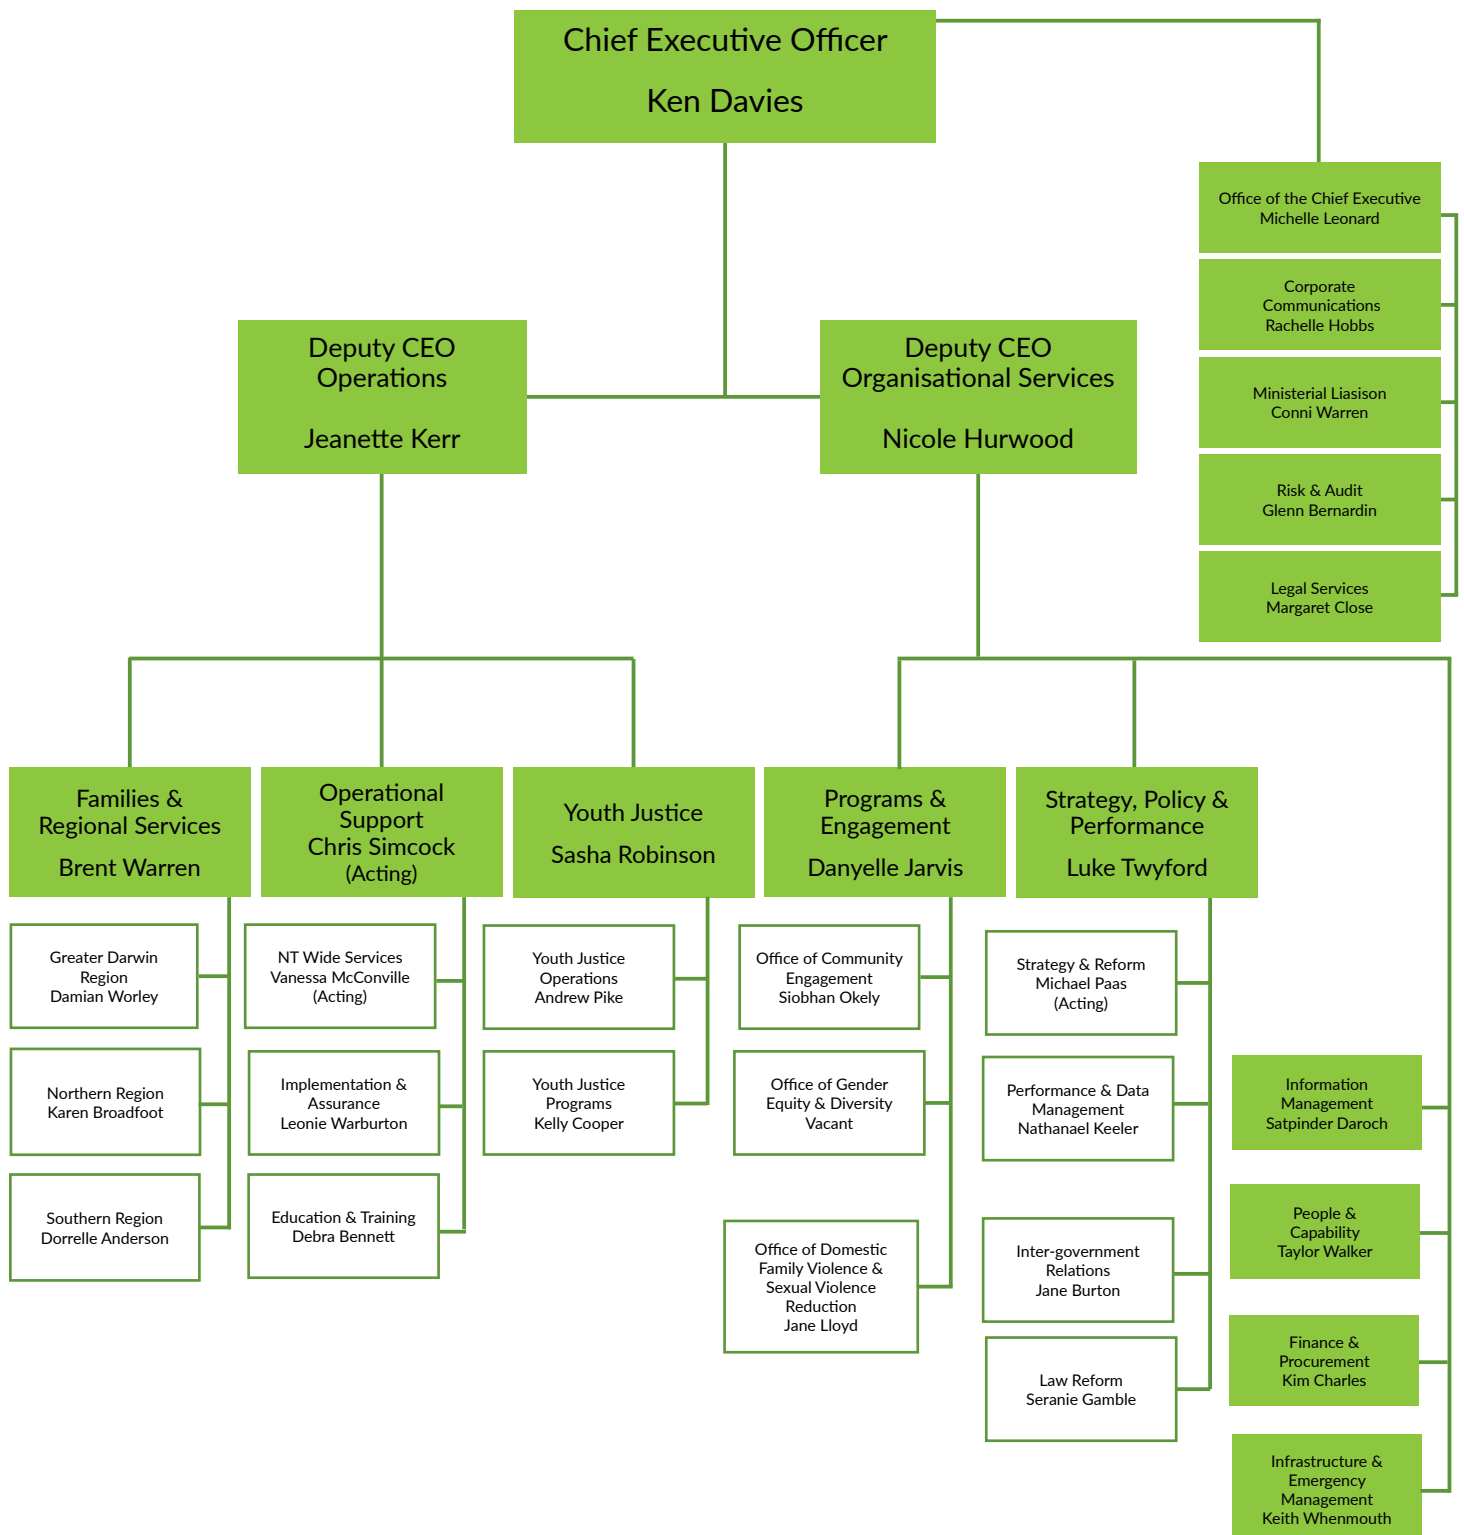 Chief Executive Officer
Ken Davies
Office of the Chief Executive
Michelle Leonard
Corporate
Communications
Rachelle Hobbs
Ministerial Liasison
Conni Warren
Risk & Audit
Glenn Bernardin
Legal Services
Margaret Close
Deputy CEO
Operations
Jeanette Kerr
Deputy CEO
Organisational Services
Nicole Hurwood
Families &
Regional Services
Brent Warren
Operational
Support
Chris Simcock
(Acting)
Youth Justice
Sasha Robinson
Programs &
Engagement
Danyelle Jarvis
Strategy, Policy &
Performance
Luke Twyford
Greater Darwin
Region
Damian Worley
Northern Region
Karen Broadfoot
Southern Region
Dorrelle Anderson
NT Wide Services
Vanessa McConville
(Acting)
Implementation &
Assurance
Leonie Warburton
Education & Training
Debra Bennett
Youth Justice
Operations
Andrew Pike
Youth Justice
Programs
Kelly Cooper
Office of Community
Engagement
Siobhan Okely
Office of Gender
Equity & Diversity
Vacant
Office of Domestic
Family Violence &
Sexual Violence
Reduction
Jane Lloyd
Strategy & Reform
Michael Paas
(Acting)
Performance & Data
Management
Nathanael Keeler
Inter-government
Relations
Jane Burton
Law Reform
Seranie Gamble
Information
Management
Satpinder Daroch
People &
Capability
Taylor Walker
Finance &
Procurement
Kim Charles
Infrastructure &
Emergency
Management
Keith Whenmouth